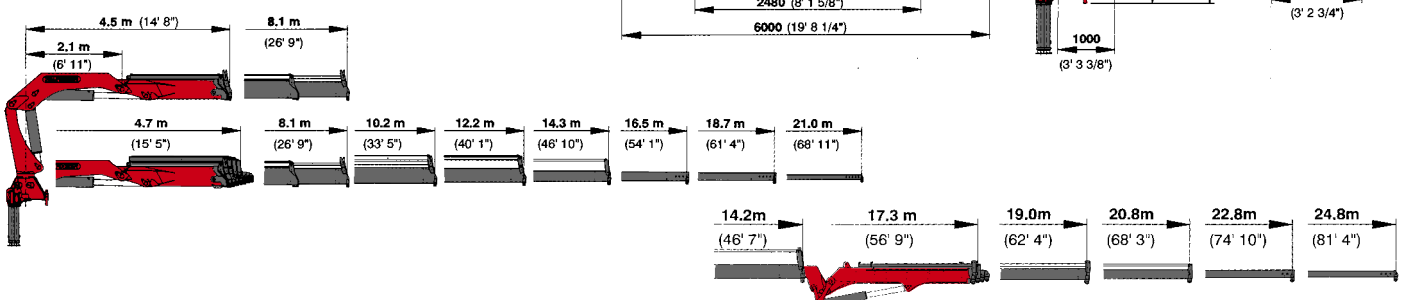 2480 (8' 1 5/8")
6000 (19' 8 1/4")
(3' 2 3/4")
1000
(3' 3 3/8")
4.5 m (14' 8") 8.1 m
(26' 9")
2,1 m
(6' 11")
4.7 m 8.1 m 10.2 m 12.2 m 14.3 m 16.5 m 18.7 m 21.0 m
(15' 5") (26' 9") (33' 5") (40' 1") (46' 10") (54' 1") (61' 4") (68' 11")
14.2m 17.3 m 19.0m 20.8m 22.8m 24.8m
(46' 7") (56' 9") (62' 4") (68' 3") (74' 10") (81' 4")